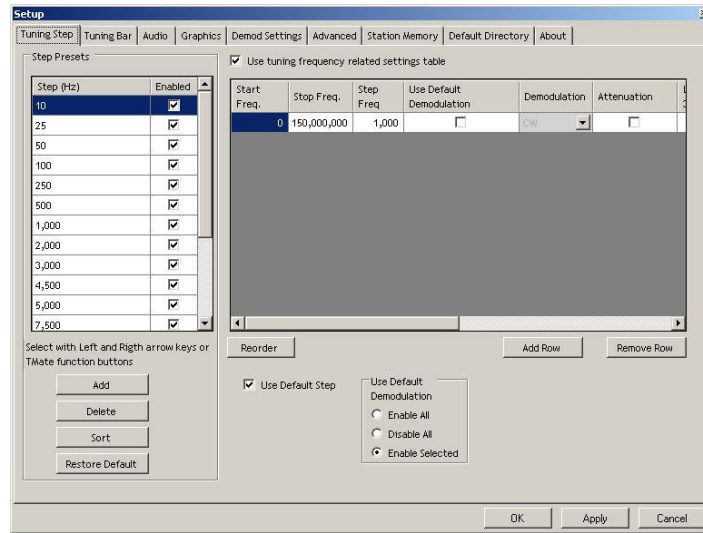 Setup
Tuning Step Tuning Bar Audio Graphics Demod Settings Advanced Station Memory Default Directory About
Step Presets
Step (Hz) Enabled
10
25
50
100
250
500
1,000
2,000
3,000
4,500
5,000
7,500
Select with Left and Rigth arrow keys or
TMate function buttons
Add
Delete
Sort
Restore Default
Use tuning frequency related settings table
Start Freq. Stop Freq. Step Freq Use Default Demodulation Demodulation Attenuation
0 150,000,000 1,000 CW
Reorder Add Row Remove Row
Use Default Step
Use Default
Demodulation
Enable All
Disable All
Enable Selected
OK Apply Cancel